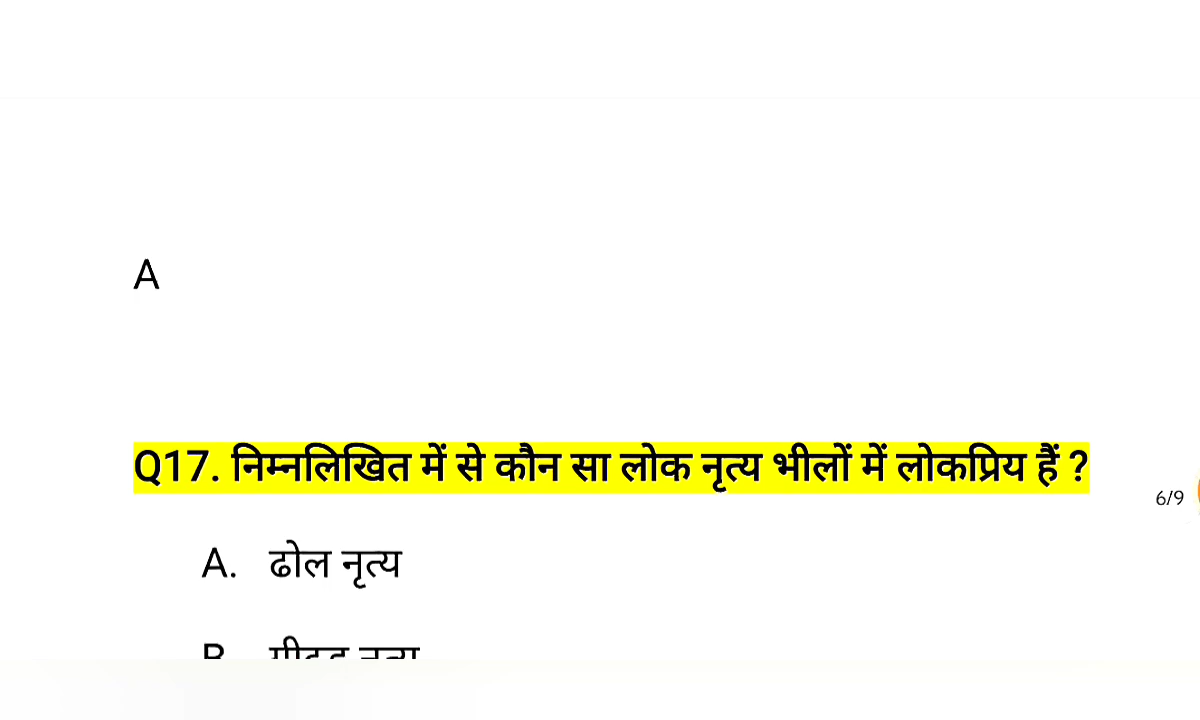 A
Q17. निम्नलिखित में से कौन सा लोक नृत्य भीलों में लोकप्रिय हैं ?
6/9
A. ढोल नृत्य
B नृत्य